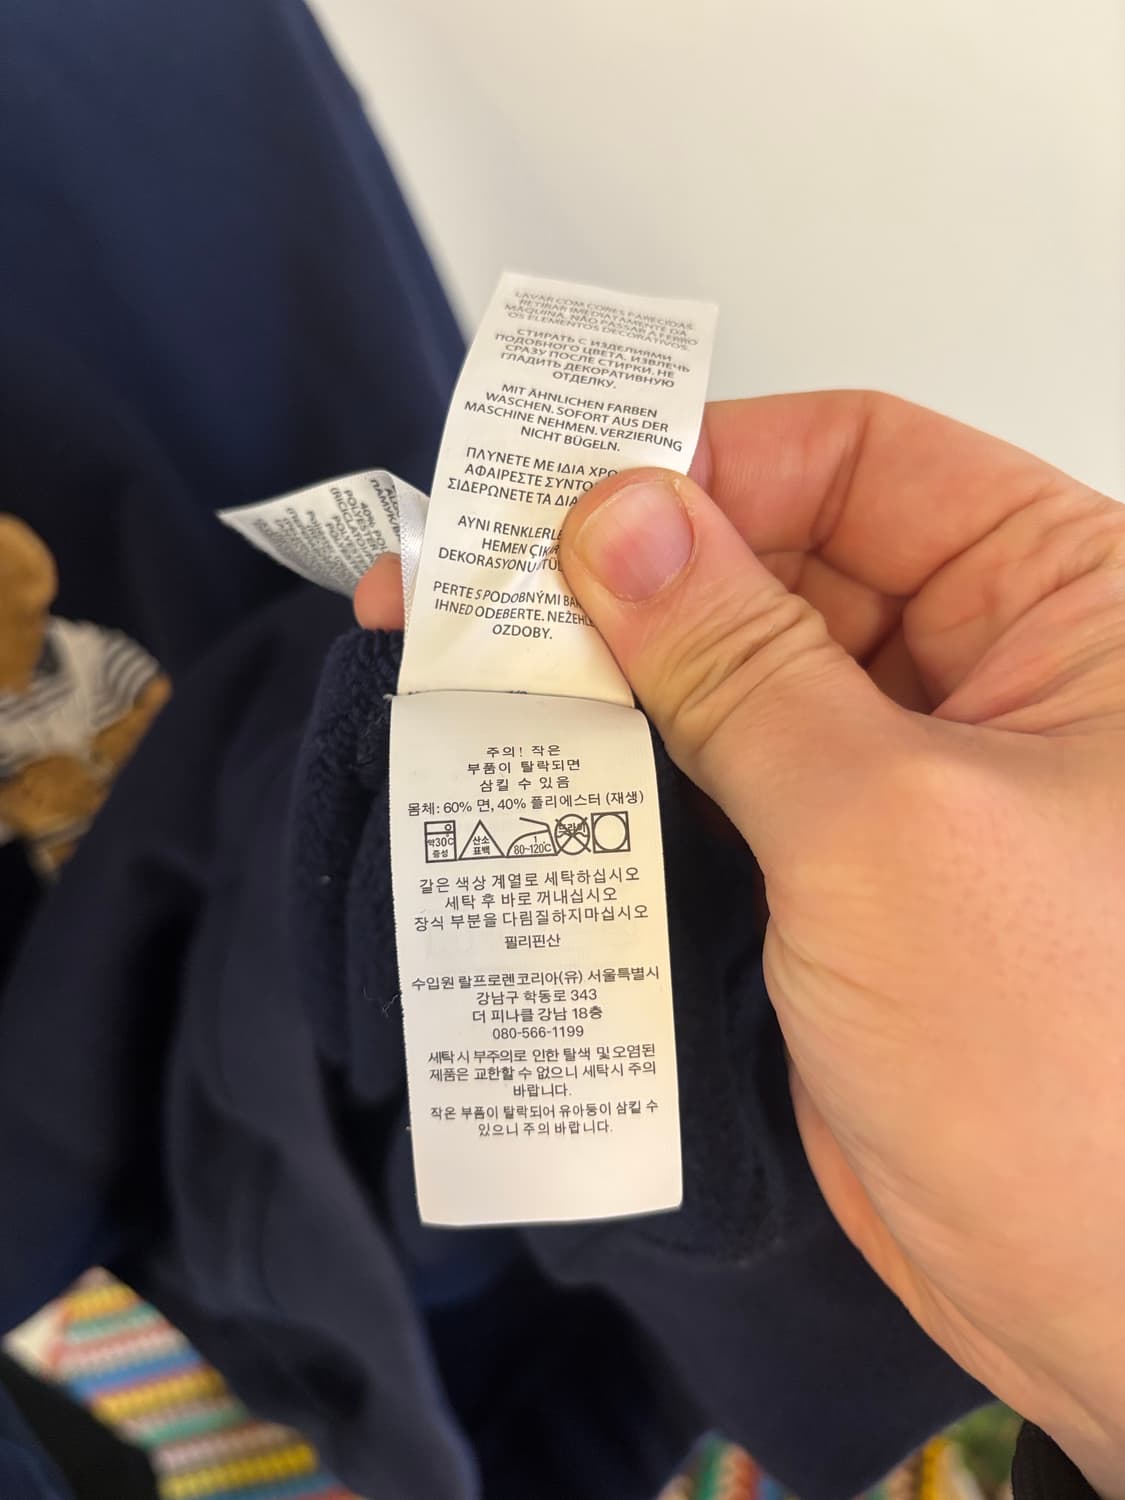 LAVAR COM CORES PARECIDAS.
RETIRAR IMEDIATAMENTE DA
MÁQUINA. NÃO PASSAR A FERRO
OS ELEMENTOS DECORATIVOS.
СТИРАТЬ С ИЗДЕЛИЯМИ
ПОДОБНОГО ЦВЕТА. ИЗВЛЕЧЬ
СРАЗУ ПОСЛЕ СТИРКИ. НЕ
ГЛАДИТЬ ДЕКОРАТИВНУЮ
ОТДЕЛКУ.
MIT ÄHNLICHEN FARBEN
WASCHEN. SOFORT AUS DER
MASCHINE NEHMEN. VERZIERUNG
NICHT BÜGELN.
ΠΛΥΝΕΤΕ ΜΕ ΙΔΙΑ ΧΡΩ
ΑΦΑΙΡΕΣΤΕ ΣΥΝΤΟ
ΣΙΔΕΡΩΝΕΤΕ ΤΑ ΔΙΑ
AYNI RENKLERLE
HEMEN ÇIKR
DEKORASYONU ÜTÜL
PERTE S PODOBNÝMI BAR
IHNED ODEBERTE. NEŽEHL
OZDOBY.
40%
주의! 작은
부품이 탈락되면
삼킬 수 있음
몸체: 60% 면, 40% 폴리에스터 (재생)
약30℃ 중성 산소 표백 1 80~120℃ 드라이
같은 색상 계열로 세탁하십시오
세탁 후 바로 꺼내십시오
장식 부분을 다림질하지마십시오
필리핀산
수입원 랄프로렌코리아(유) 서울특별시
강남구 학동로 343
더 피나클 강남 18층
080-566-1199
세탁시 부주의로 인한 탈색 및 오염된
제품은 교환할 수 없으니 세탁시 주의
바랍니다.
작은 부품이 탈락되어 유아등이 삼킬 수
있으니 주의 바랍니다.